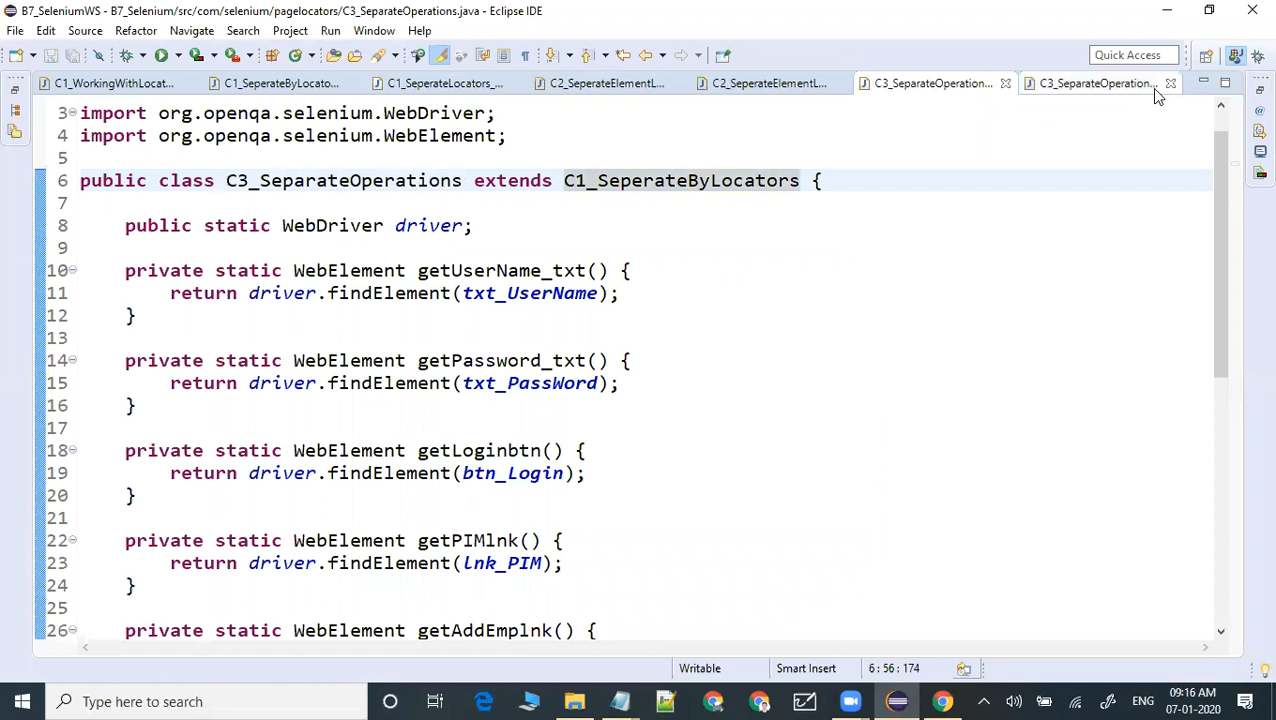 B7_SeleniumWS - B7_Selenium/src/com/selenium/pagelocators/C3_SeparateOperations.java - Eclipse IDE
File Edit Source Refactor Navigate Search Project Run Window Help
Quick Access
C1_WorkingWithLocat... C1_SeperateByLocato... C1_SeperateLocators_... C2_SeperateElementL... C2_SeperateElementL... C3_SeparateOperation... C3_SeparateOperation...
3 import org.openqa.selenium.WebDriver;
4 import org.openqa.selenium.WebElement;
5
6 public class C3_SeparateOperations extends C1_SeperateByLocators {
7
8 public static WebDriver driver;
9
10 private static WebElement getUserName_txt() {
11 return driver.findElement(txt_UserName);
12 }
13
14 private static WebElement getPassword_txt() {
15 return driver.findElement(txt_PassWord);
16 }
17
18 private static WebElement getLoginbtn() {
19 return driver.findElement(btn_Login);
20 }
21
22 private static WebElement getPIMlnk() {
23 return driver.findElement(lnk_PIM);
24 }
25
26 private static WebElement getAddEmplnk() {
Writable Smart Insert 6 : 56 : 174
Type here to search
ENG
09:16 AM
07-01-2020